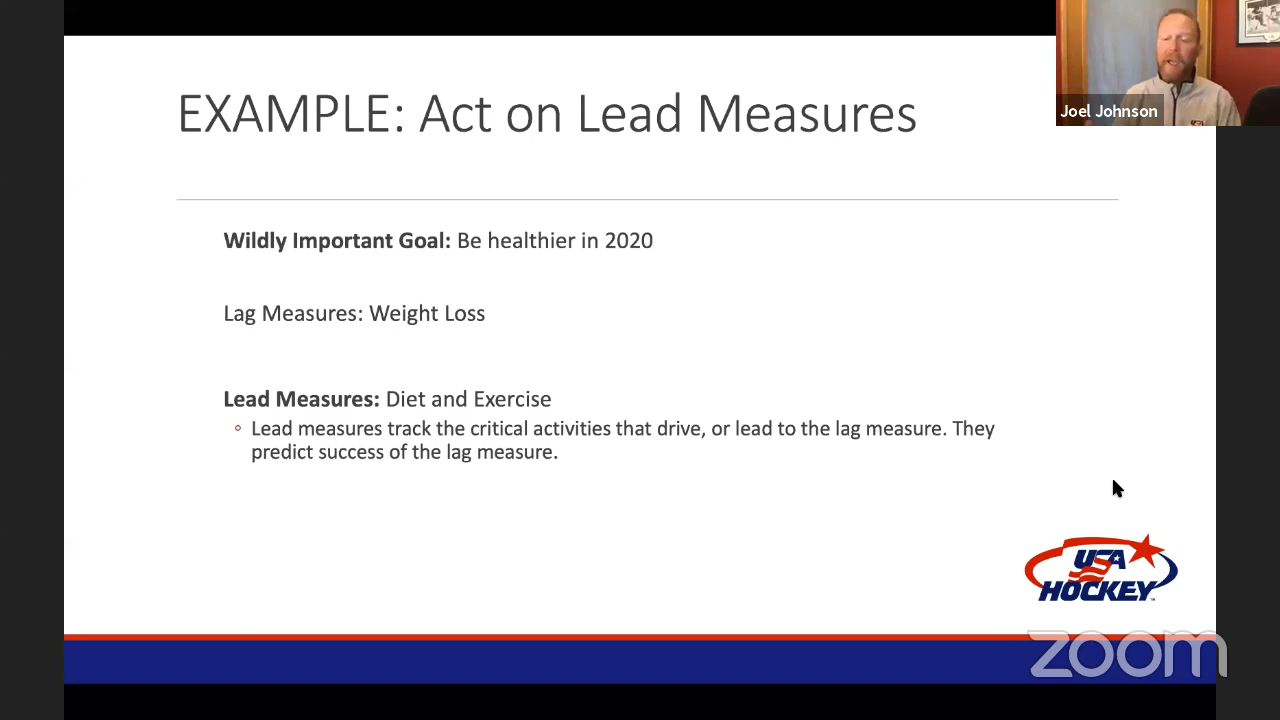 EXAMPLE: Act on Lead Measures
Joel Johnson
Wildly Important Goal: Be healthier in 2020
Lag Measures: Weight Loss
Lead Measures: Diet and Exercise
Lead measures track the critical activities that drive, or lead to the lag measure. They
predict success of the lag measure.
USA
HOCKEY
zoom